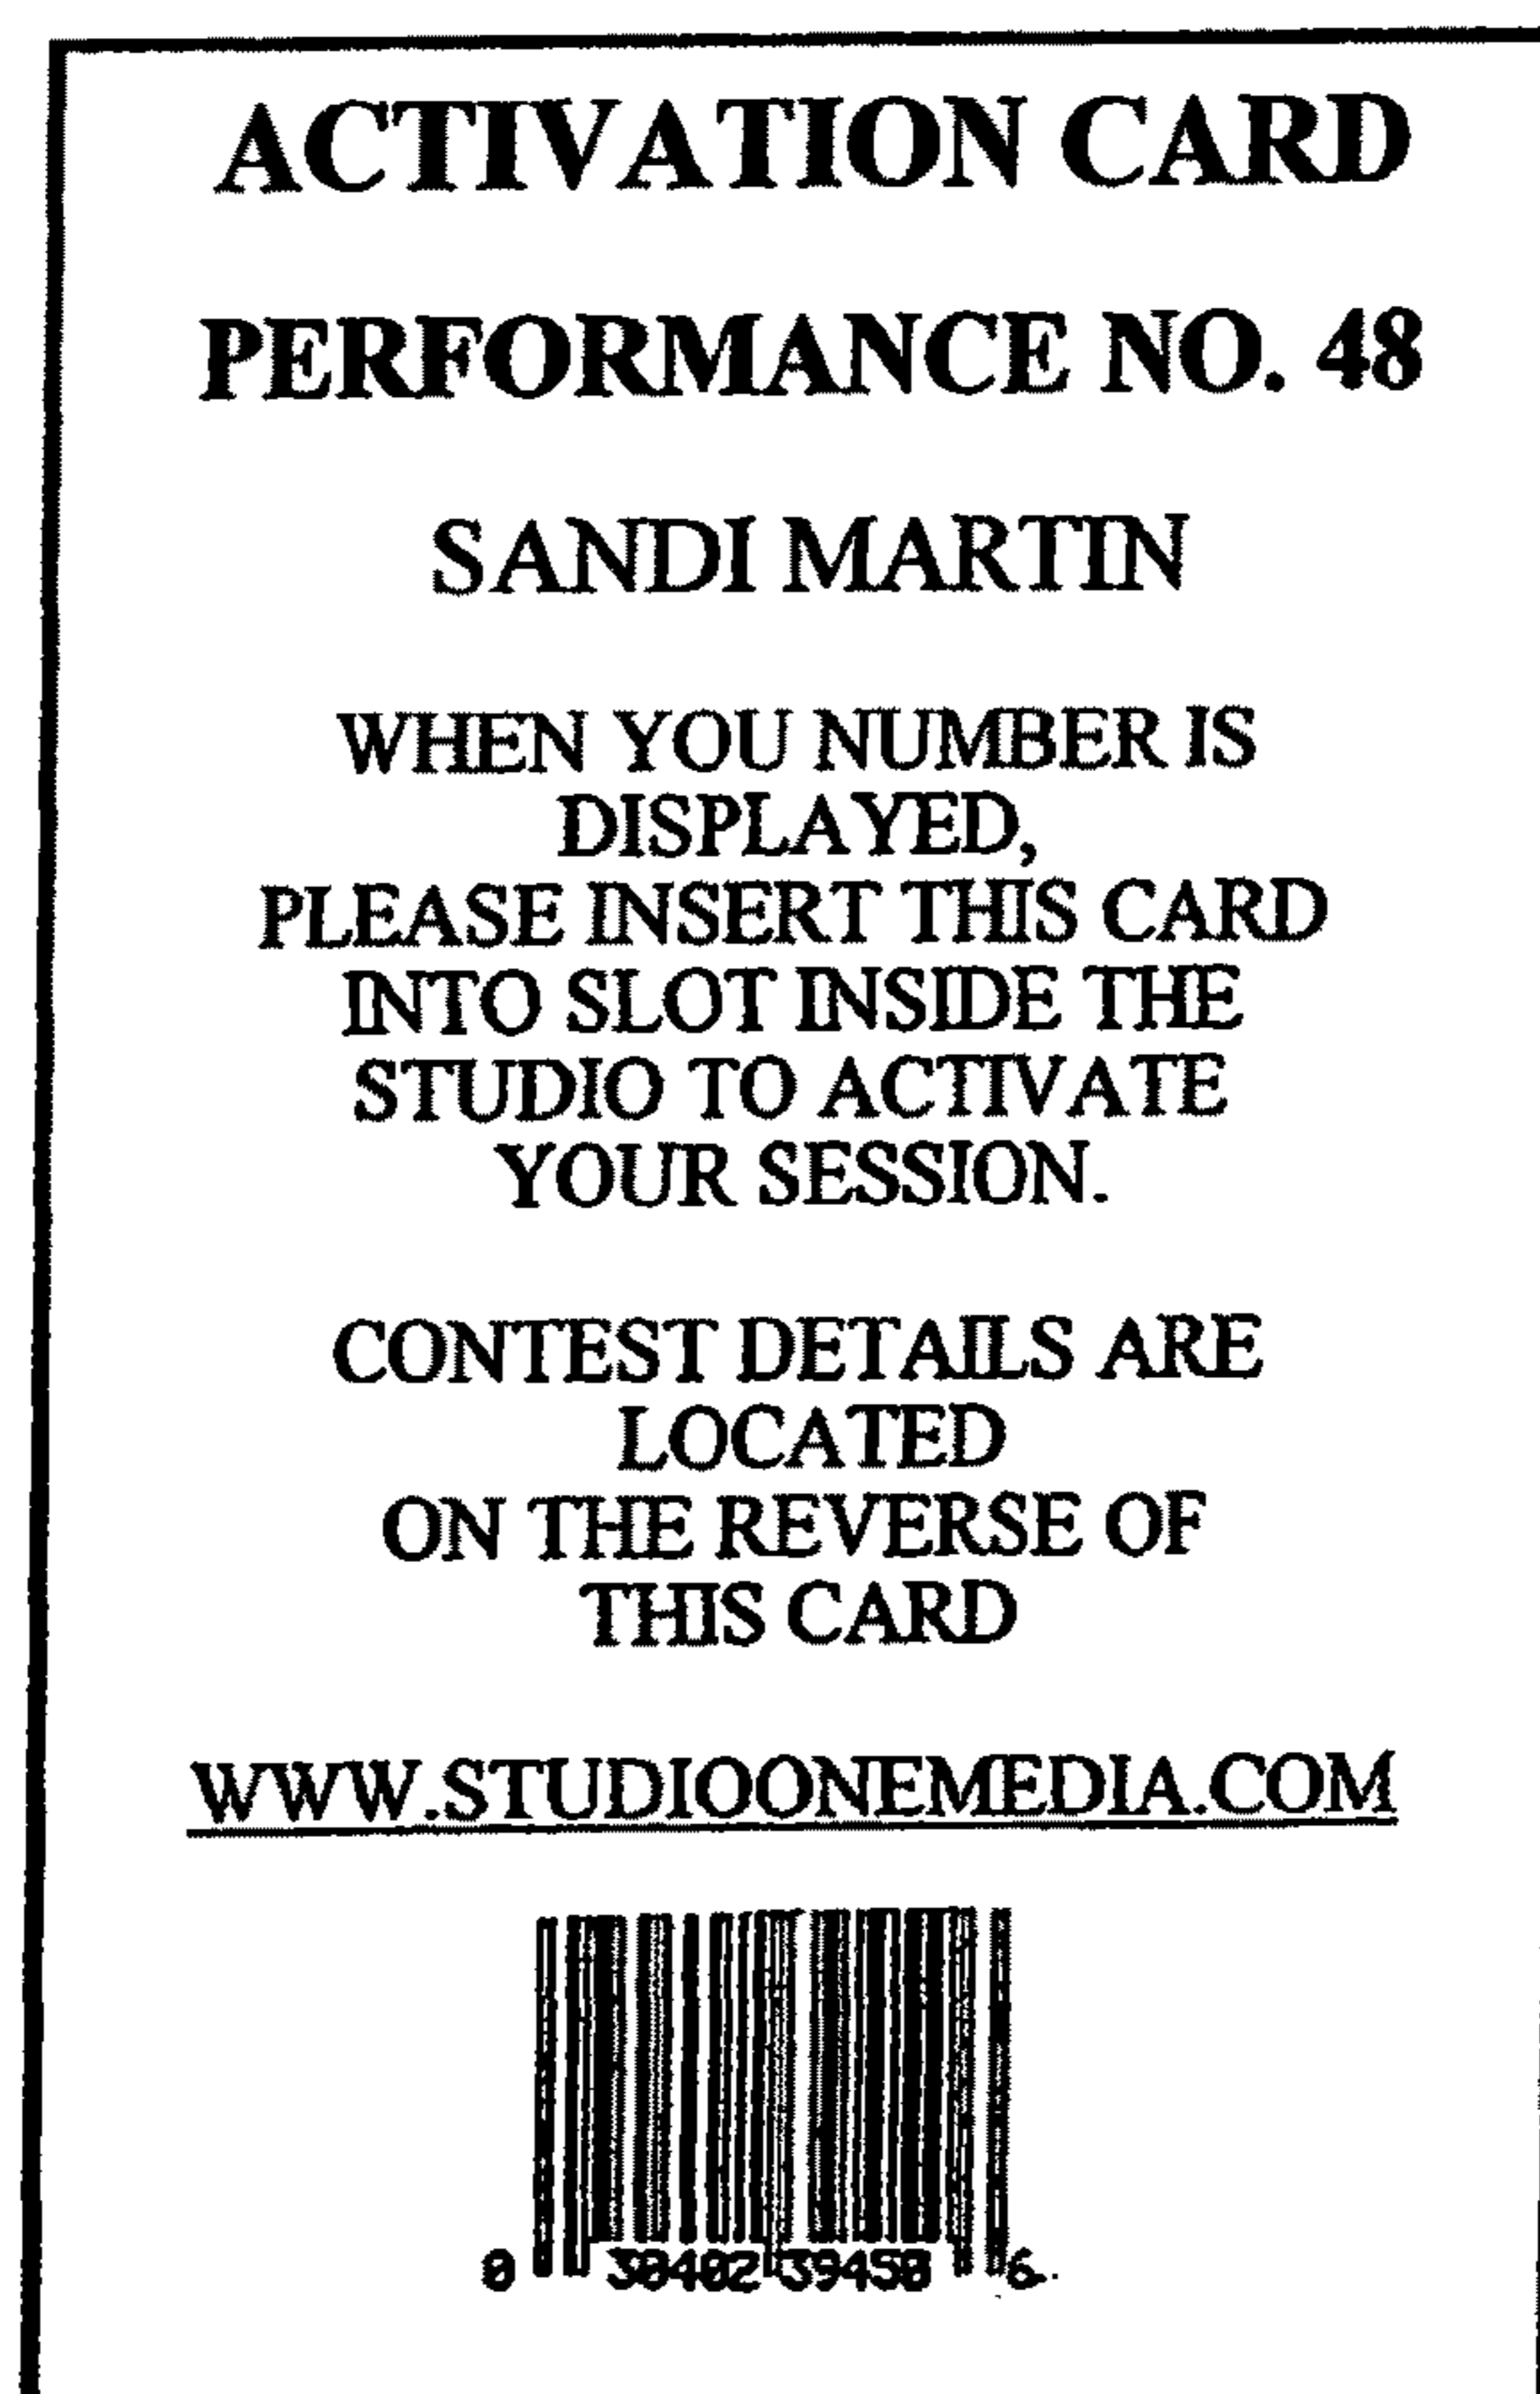 ACTIVATION CARD
PERFORMANCE NO. 48
SANDI MARTIN
WHEN YOU NUMBER IS
DISPLAYED,
PLEASE INSERT THIS CARD
INTO SLOT INSIDE THE
STUDIO TO ACTIVATE
YOUR SESSION.
CONTEST DETAILS ARE
LOCATED
ON THE REVERSE OF
THIS CARD
WWW.STUDIOONEMEDIA.COM
0 30402 39450 6